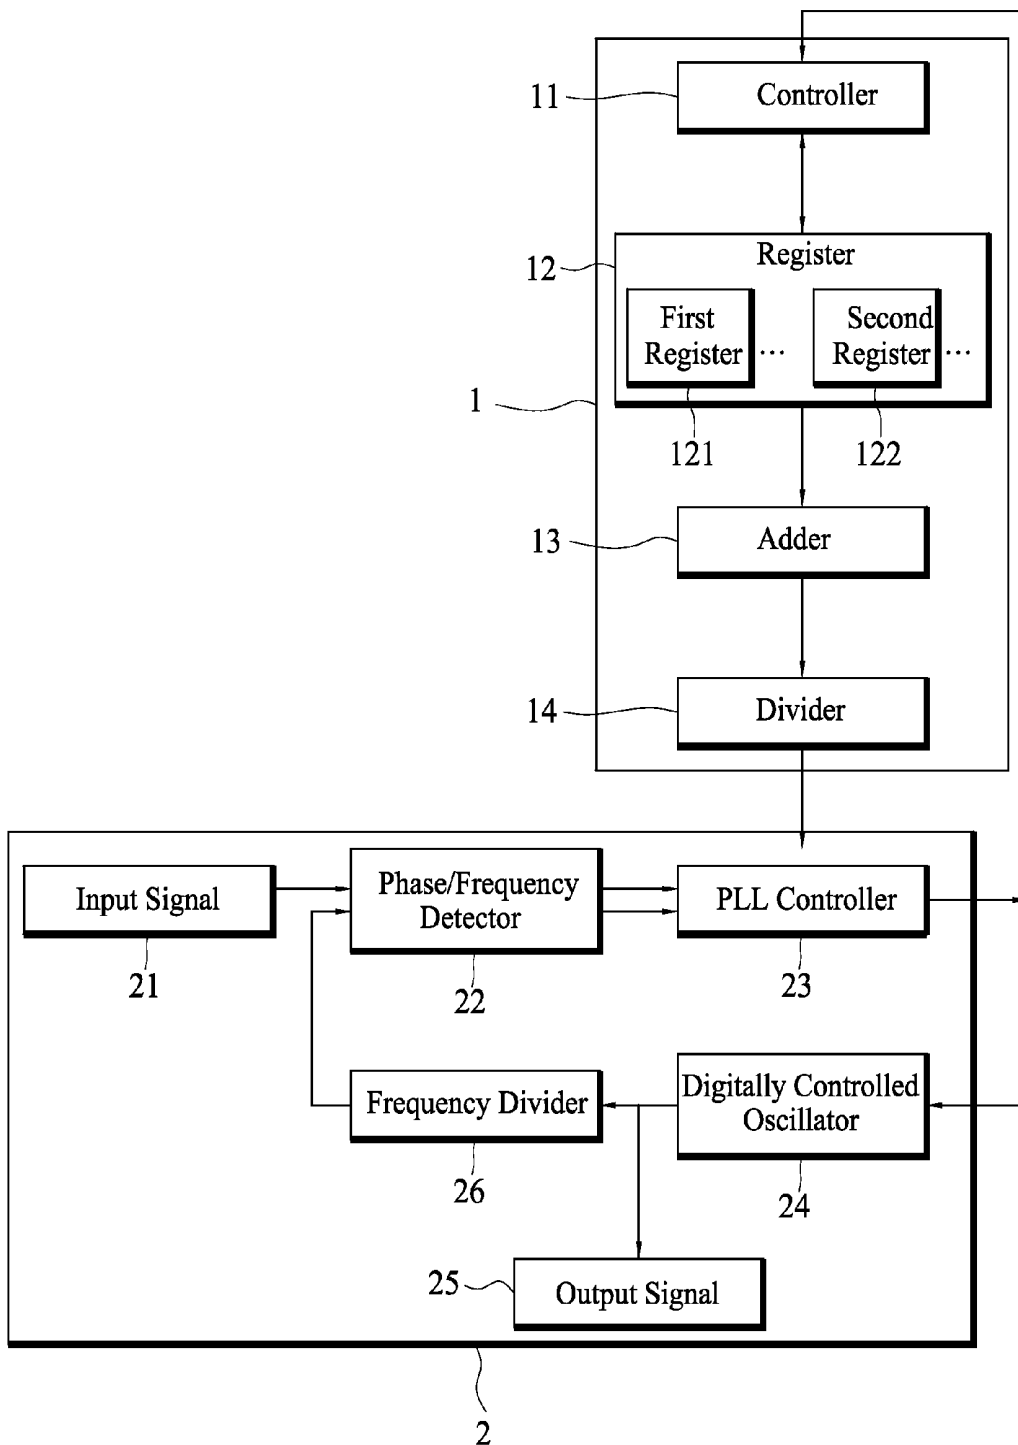 11
Controller
12
Register
First
Register
...
Second
Register
...
1
121
122
13
Adder
14
Divider
Input Signal
21
Phase/Frequency
Detector
22
PLL Controller
23
Frequency Divider
26
Digitally Controlled
Oscillator
24
25
Output Signal
2